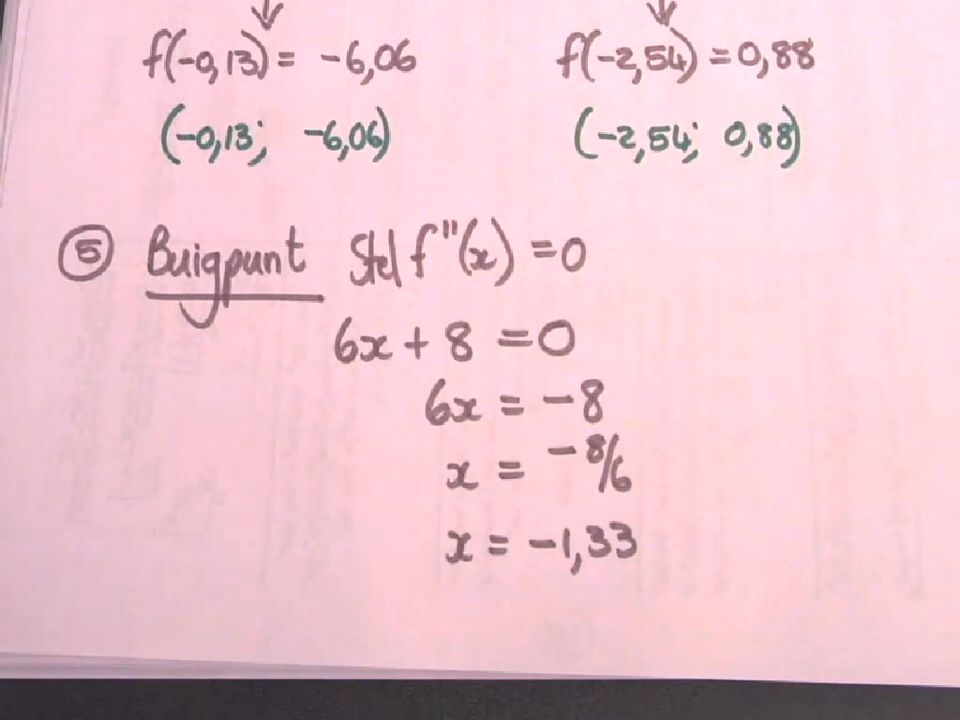 f(-0,13) = -6,06 f(-2,54) = 0,88
(-0,13; -6,06) (-2,54; 0,88)
⑤ Buigpunt Stel f"(x) = 0
6x + 8 = 0
6x = -8
x = -8/6
x = -1,33